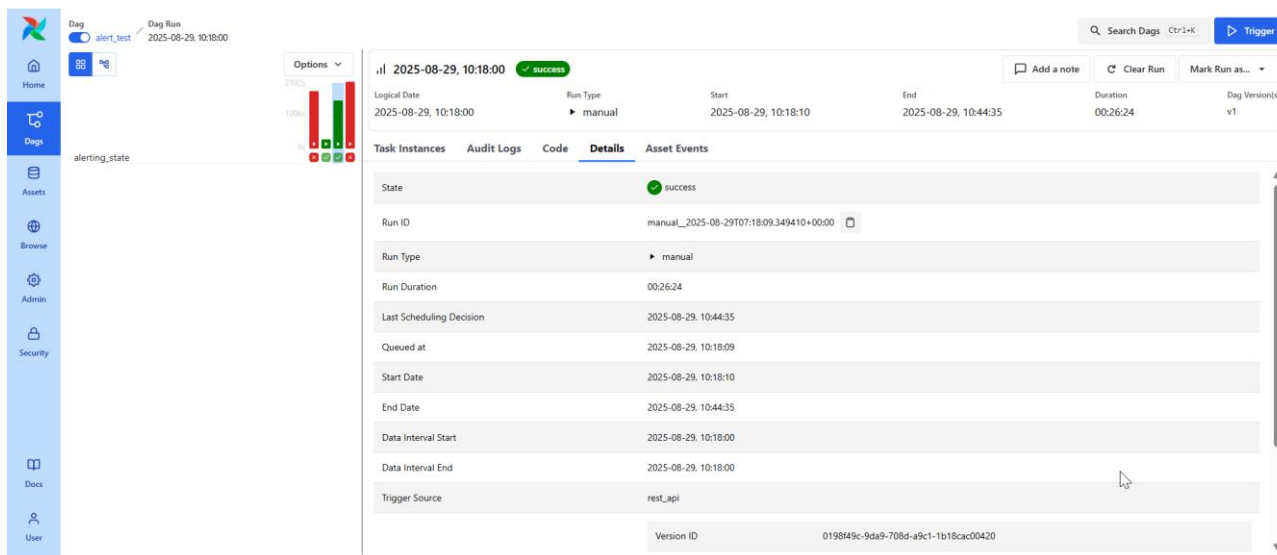 Dag
Dag Run
alert_test
/
2025-08-29, 10:18:00
Search Dags Ctrl+K
Trigger
Home
Dags
Assets
Browse
Admin
Security
Docs
User
Options
1096s
0s
alerting_state
2025-08-29, 10:18:00 success
Add a note
Clear Run
Mark Run as...
Logical Date Run Type Start End Duration Dag Version(s
2025-08-29, 10:18:00 manual 2025-08-29, 10:18:10 2025-08-29, 10:44:35 00:26:24 v1
Task Instances Audit Logs Code Details Asset Events
State success
Run ID manual__2025-08-29T07:18:09.349410+00:00
Run Type manual
Run Duration 00:26:24
Last Scheduling Decision 2025-08-29, 10:44:35
Queued at 2025-08-29, 10:18:09
Start Date 2025-08-29, 10:18:10
End Date 2025-08-29, 10:44:35
Data Interval Start 2025-08-29, 10:18:00
Data Interval End 2025-08-29, 10:18:00
Trigger Source rest_api
Version ID 0198f49c-9da9-708d-a9c1-1b18cac00420